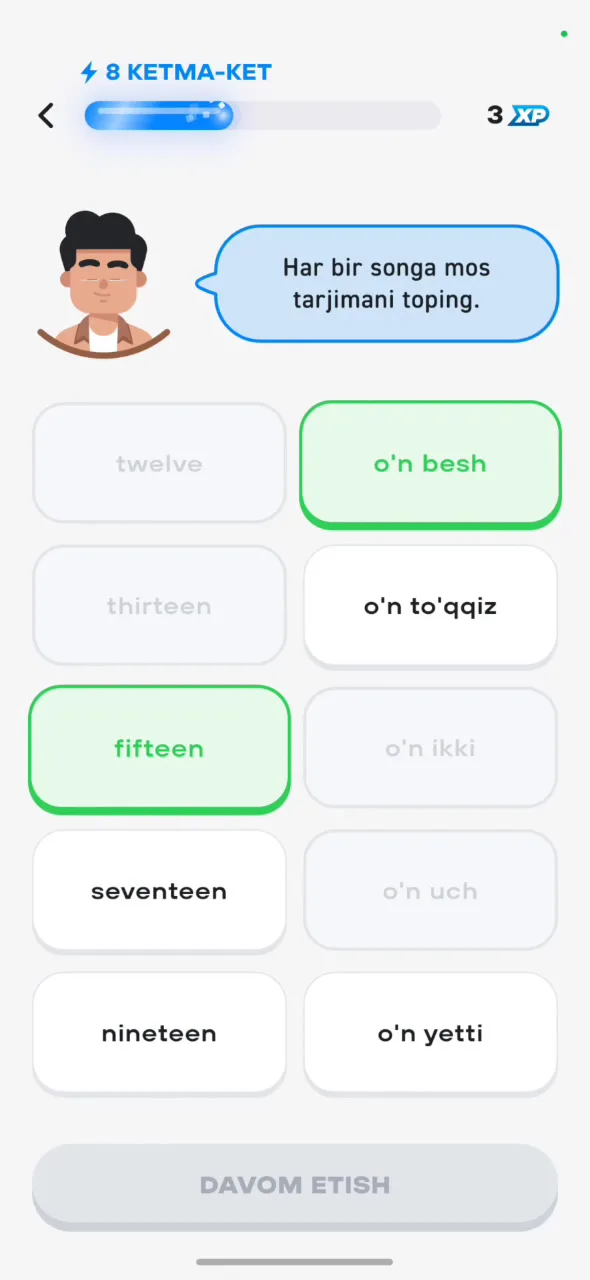 8 KETMA-KET
3 XP
Har bir songa mos
tarjimani toping.
twelve
o'n besh
thirteen
o'n to'qqiz
fifteen
o'n ikki
seventeen
o'n uch
nineteen
o'n yetti
DAVOM ETISH